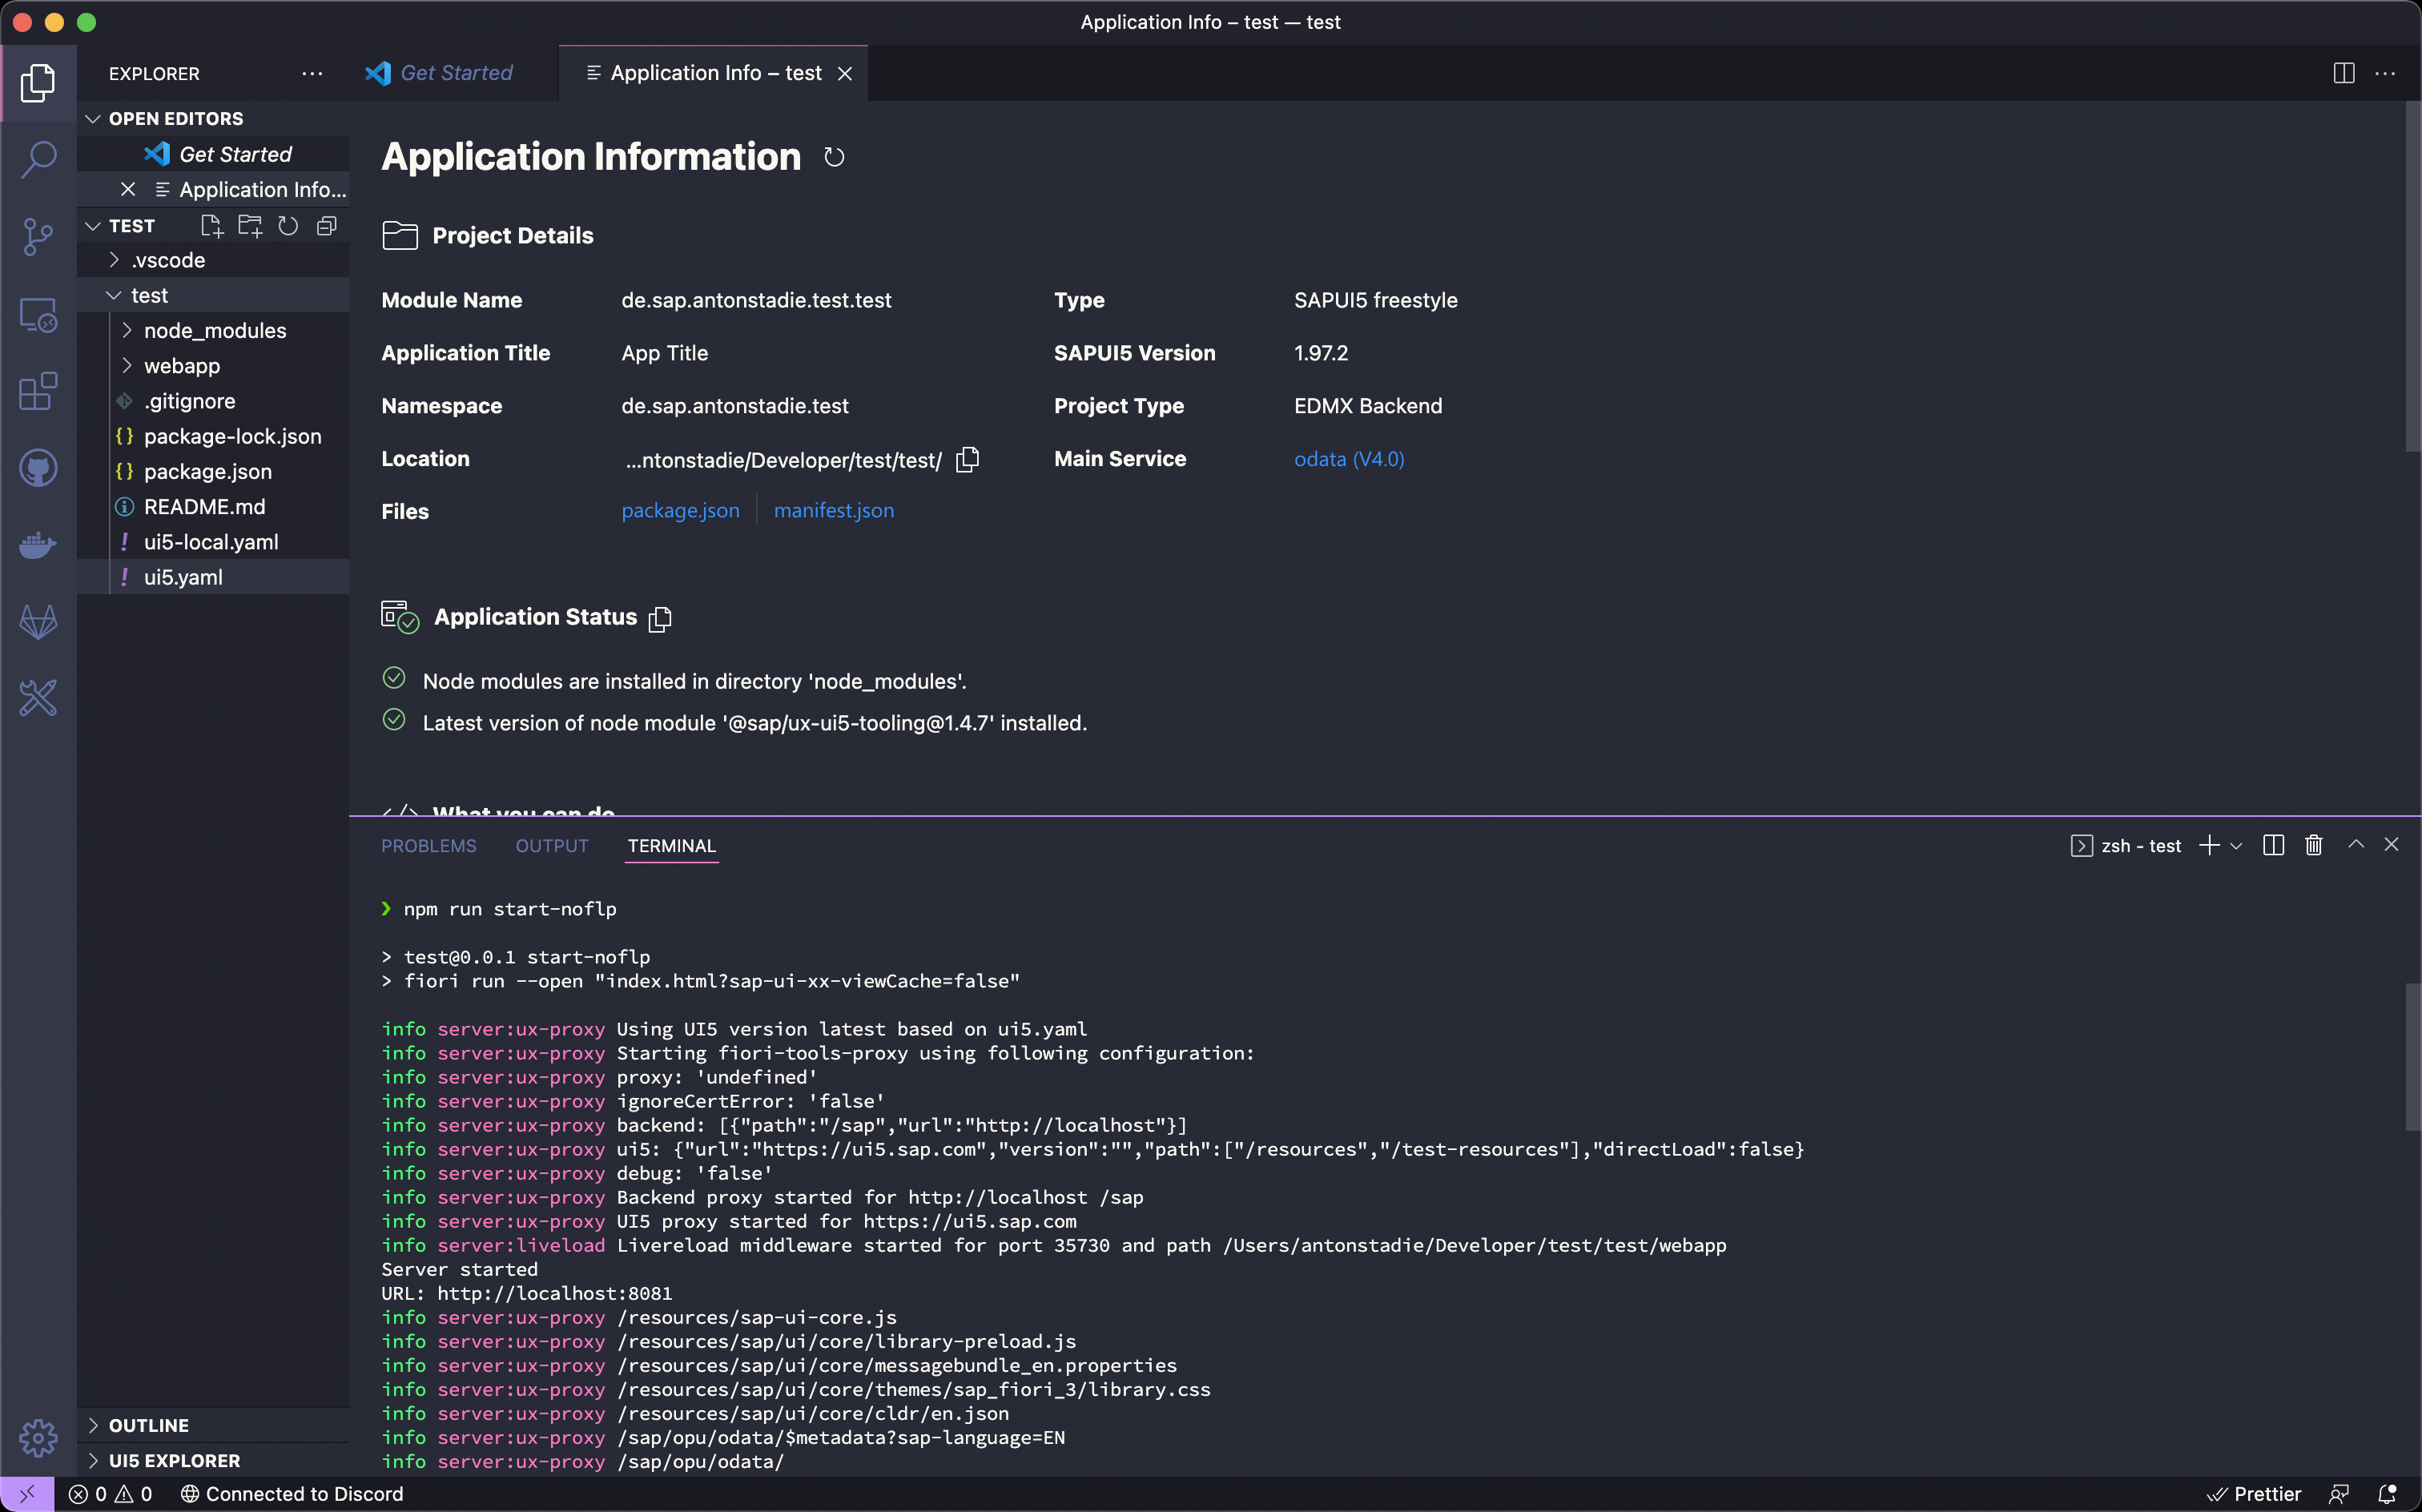 Application Info – test — test
EXPLORER
Get Started
Application Info – test
OPEN EDITORS
Get Started
Application Info...
TEST
.vscode
test
node_modules
webapp
.gitignore
package-lock.json
package.json
README.md
ui5-local.yaml
ui5.yaml
OUTLINE
UI5 EXPLORER
Application Information
Project Details
Module Name de.sap.antonstadie.test.test Type SAPUI5 freestyle
Application Title App Title SAPUI5 Version 1.97.2
Namespace de.sap.antonstadie.test Project Type EDMX Backend
Location ...ntonstadie/Developer/test/test/ Main Service odata (V4.0)
Files package.json manifest.json
Application Status
Node modules are installed in directory 'node_modules'.
Latest version of node module '@sap/ux-ui5-tooling@1.4.7' installed.
What you can do
PROBLEMS OUTPUT TERMINAL zsh - test
❯ npm run start-noflp
> test@0.0.1 start-noflp
> fiori run --open "index.html?sap-ui-xx-viewCache=false"
info server:ux-proxy Using UI5 version latest based on ui5.yaml
info server:ux-proxy Starting fiori-tools-proxy using following configuration:
info server:ux-proxy proxy: 'undefined'
info server:ux-proxy ignoreCertError: 'false'
info server:ux-proxy backend: [{"path":"/sap","url":"http://localhost"}]
info server:ux-proxy ui5: {"url":"https://ui5.sap.com","version":"","path":["/resources","/test-resources"],"directLoad":false}
info server:ux-proxy debug: 'false'
info server:ux-proxy Backend proxy started for http://localhost /sap
info server:ux-proxy UI5 proxy started for https://ui5.sap.com
info server:liveload Livereload middleware started for port 35730 and path /Users/antonstadie/Developer/test/test/webapp
Server started
URL: http://localhost:8081
info server:ux-proxy /resources/sap-ui-core.js
info server:ux-proxy /resources/sap/ui/core/library-preload.js
info server:ux-proxy /resources/sap/ui/core/messagebundle_en.properties
info server:ux-proxy /resources/sap/ui/core/themes/sap_fiori_3/library.css
info server:ux-proxy /resources/sap/ui/core/cldr/en.json
info server:ux-proxy /sap/opu/odata/$metadata?sap-language=EN
info server:ux-proxy /sap/opu/odata/
0 0 Connected to Discord Prettier